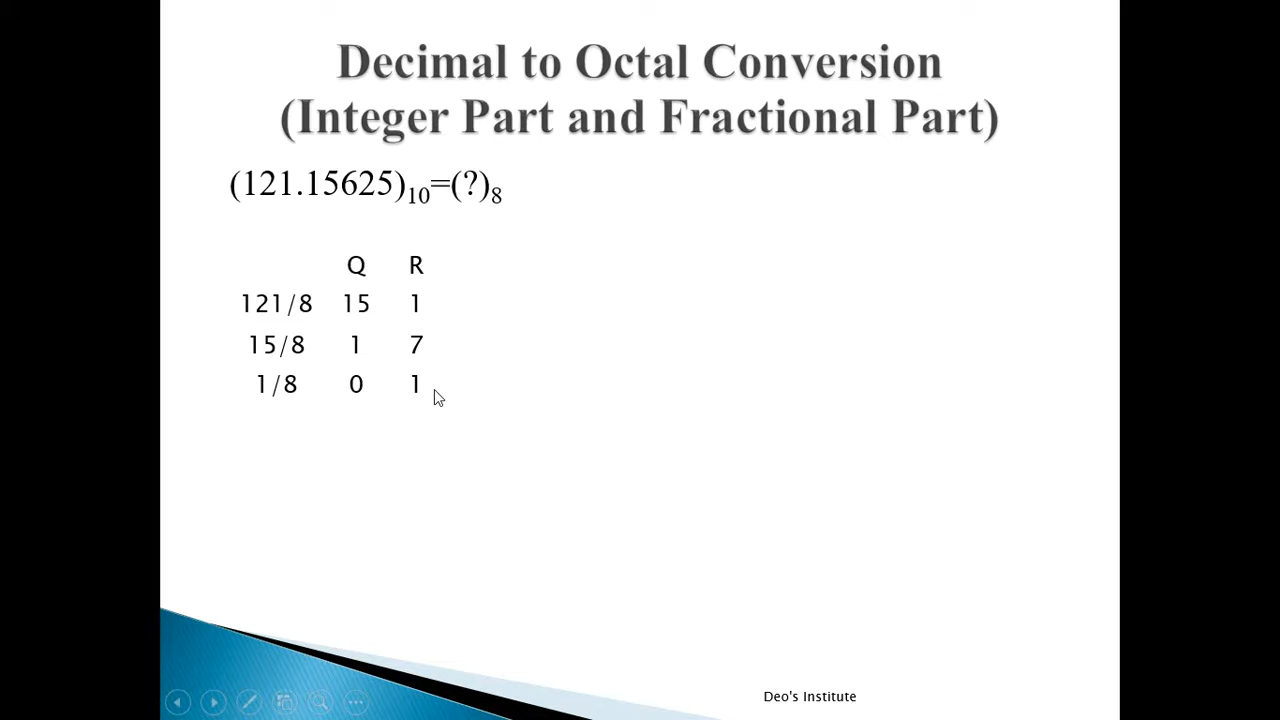 Decimal to Octal Conversion
(Integer Part and Fractional Part)
(121.15625)₁₀=(?)₈
Q R
121/8 15 1
15/8 1 7
1/8 0 1
Deo's Institute